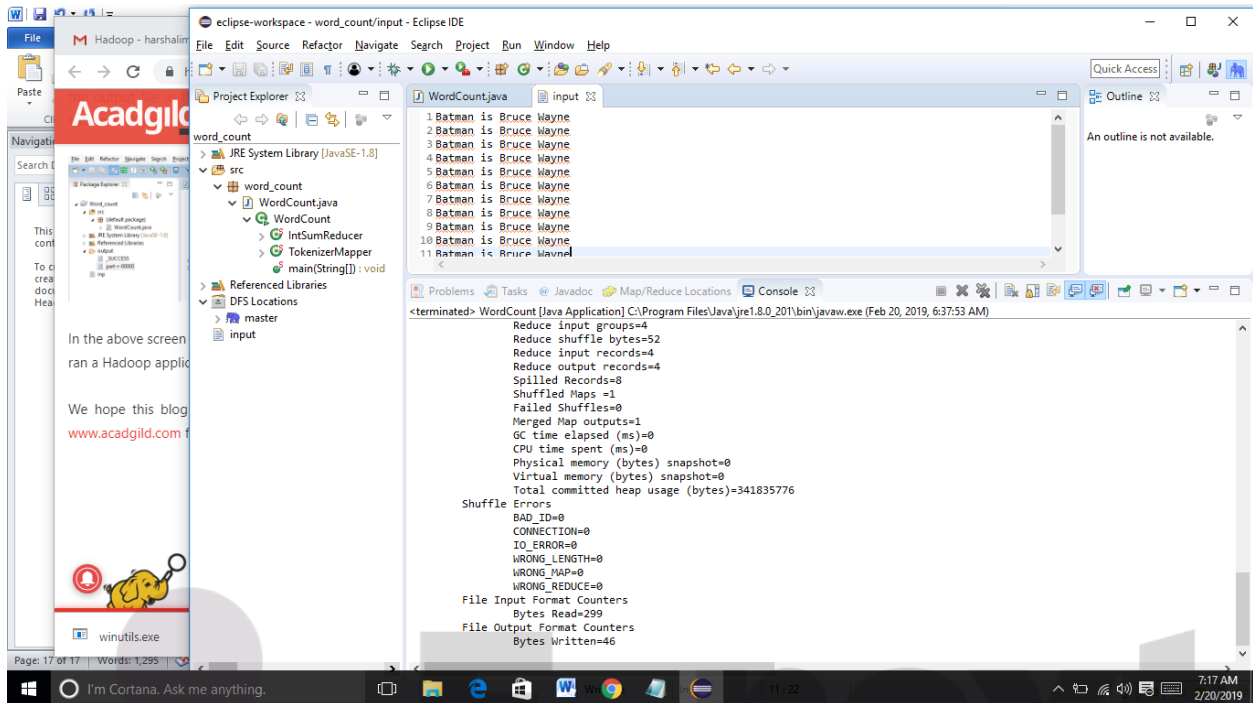 File
Paste
Navigati
Search D
This
cont
To c
crea
docu
Hea
Page: 17 of 17
Words: 1,295
Hadoop - harshalim
Acadgild
In the above screen
ran a Hadoop applic
We hope this blog
www.acadgild.com f
winutils.exe
eclipse-workspace - word_count/input - Eclipse IDE
File Edit Source Refactor Navigate Search Project Run Window Help
Quick Access
Project Explorer
word_count
JRE System Library [JavaSE-1.8]
src
word_count
WordCount.java
WordCount
IntSumReducer
TokenizerMapper
main(String[]) : void
Referenced Libraries
DFS Locations
master
input
WordCount.java input
1 Batman is Bruce Wayne
2 Batman is Bruce Wayne
3 Batman is Bruce Wayne
4 Batman is Bruce Wayne
5 Batman is Bruce Wayne
6 Batman is Bruce Wayne
7 Batman is Bruce Wayne
8 Batman is Bruce Wayne
9 Batman is Bruce Wayne
10 Batman is Bruce Wayne
11 Batman is Bruce Wayne
Outline
An outline is not available.
Problems Tasks @ Javadoc Map/Reduce Locations Console
<terminated> WordCount [Java Application] C:\Program Files\Java\jre1.8.0_201\bin\javaw.exe (Feb 20, 2019, 6:37:53 AM)
Reduce input groups=4
Reduce shuffle bytes=52
Reduce input records=4
Reduce output records=4
Spilled Records=8
Shuffled Maps =1
Failed Shuffles=0
Merged Map outputs=1
GC time elapsed (ms)=0
CPU time spent (ms)=0
Physical memory (bytes) snapshot=0
Virtual memory (bytes) snapshot=0
Total committed heap usage (bytes)=341835776
Shuffle Errors
BAD_ID=0
CONNECTION=0
IO_ERROR=0
WRONG_LENGTH=0
WRONG_MAP=0
WRONG_REDUCE=0
File Input Format Counters
Bytes Read=299
File Output Format Counters
Bytes Written=46
I'm Cortana. Ask me anything.
7:17 AM
2/20/2019